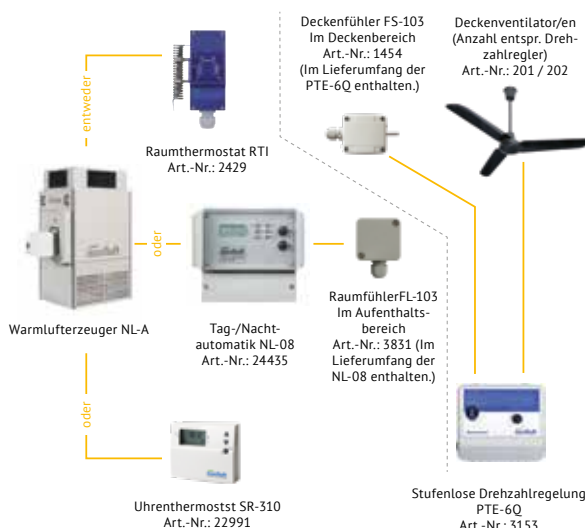 Deckenfühler FS-103
Im Deckenbereich
Art.-Nr.: 1454
(Im Lieferumfang der
PTE-6Q enthalten.)
Deckenventilator/en
(Anzahl entspr. Dreh-
zahlregler)
Art.-Nr.: 201 / 202
entweder
Raumthermostat RTI
Art.-Nr.: 2429
oder
Warmlufterzeuger NL-A
Tag-/Nacht-
automatik NL-08
Art.-Nr.: 24435
RaumfühlerFL-103
Im Aufenthalts-
bereich
Art.-Nr.: 3831 (Im
Lieferumfang der
NL-08 enthalten.)
oder
Uhrenthermostst SR-310
Art.-Nr.: 22991
Stufenlose Drehzahlregelung
PTE-6Q
Art.-Nr.: 3153